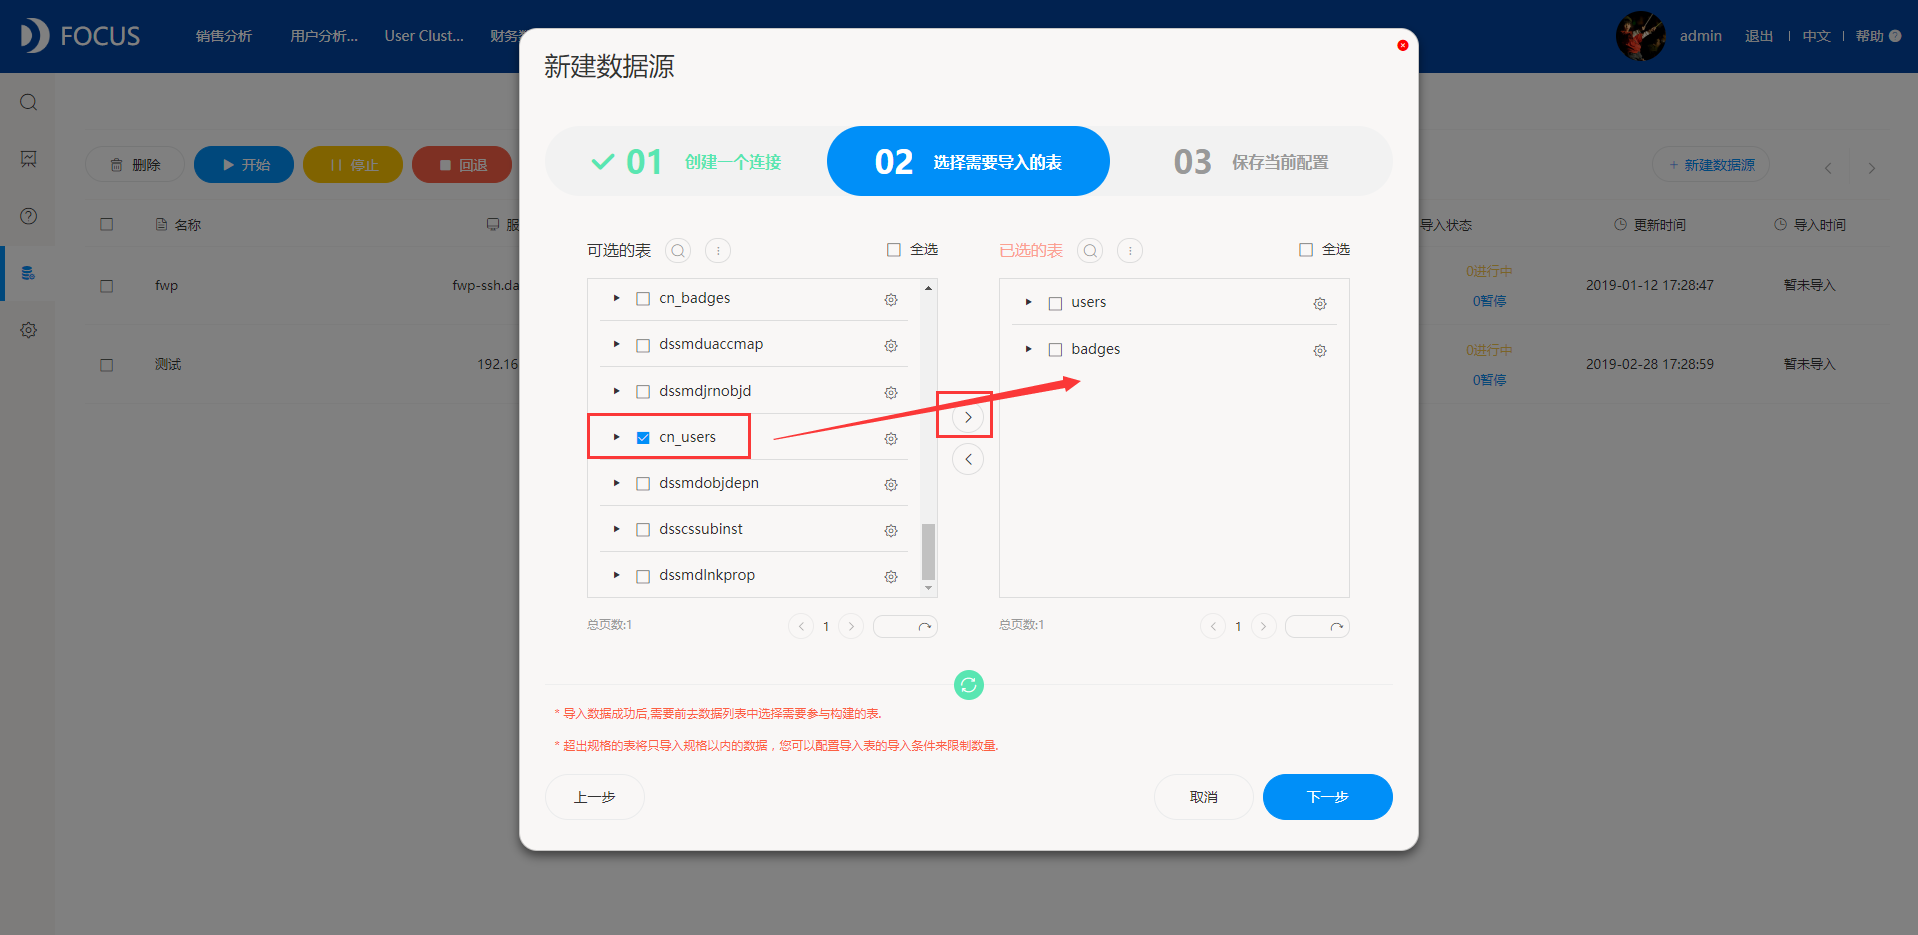 FOCUS
销售分析
用户分析...
User Clust...
财务
admin
退出
中文
帮助
删除
开始
停止
回退
+ 新建数据源
名称
服
导入状态
更新时间
导入时间
fwp
fwp-ssh.da
0进行中
0暂停
2019-01-12 17:28:47
暂未导入
测试
192.16
0进行中
0暂停
2019-02-28 17:28:59
暂未导入
新建数据源
01 创建一个连接
02 选择需要导入的表
03 保存当前配置
可选的表
全选
cn_badges
dssmduaccmap
dssmdjrnobjd
cn_users
dssmdobjdepn
dsscssubinst
dssmdlnkprop
总页数:1
1
已选的表
全选
users
badges
总页数:1
1
* 导入数据成功后,需要前去数据列表中选择需要参与构建的表.
* 超出规格的表将只导入规格以内的数据，您可以配置导入表的导入条件来限制数量.
上一步
取消
下一步